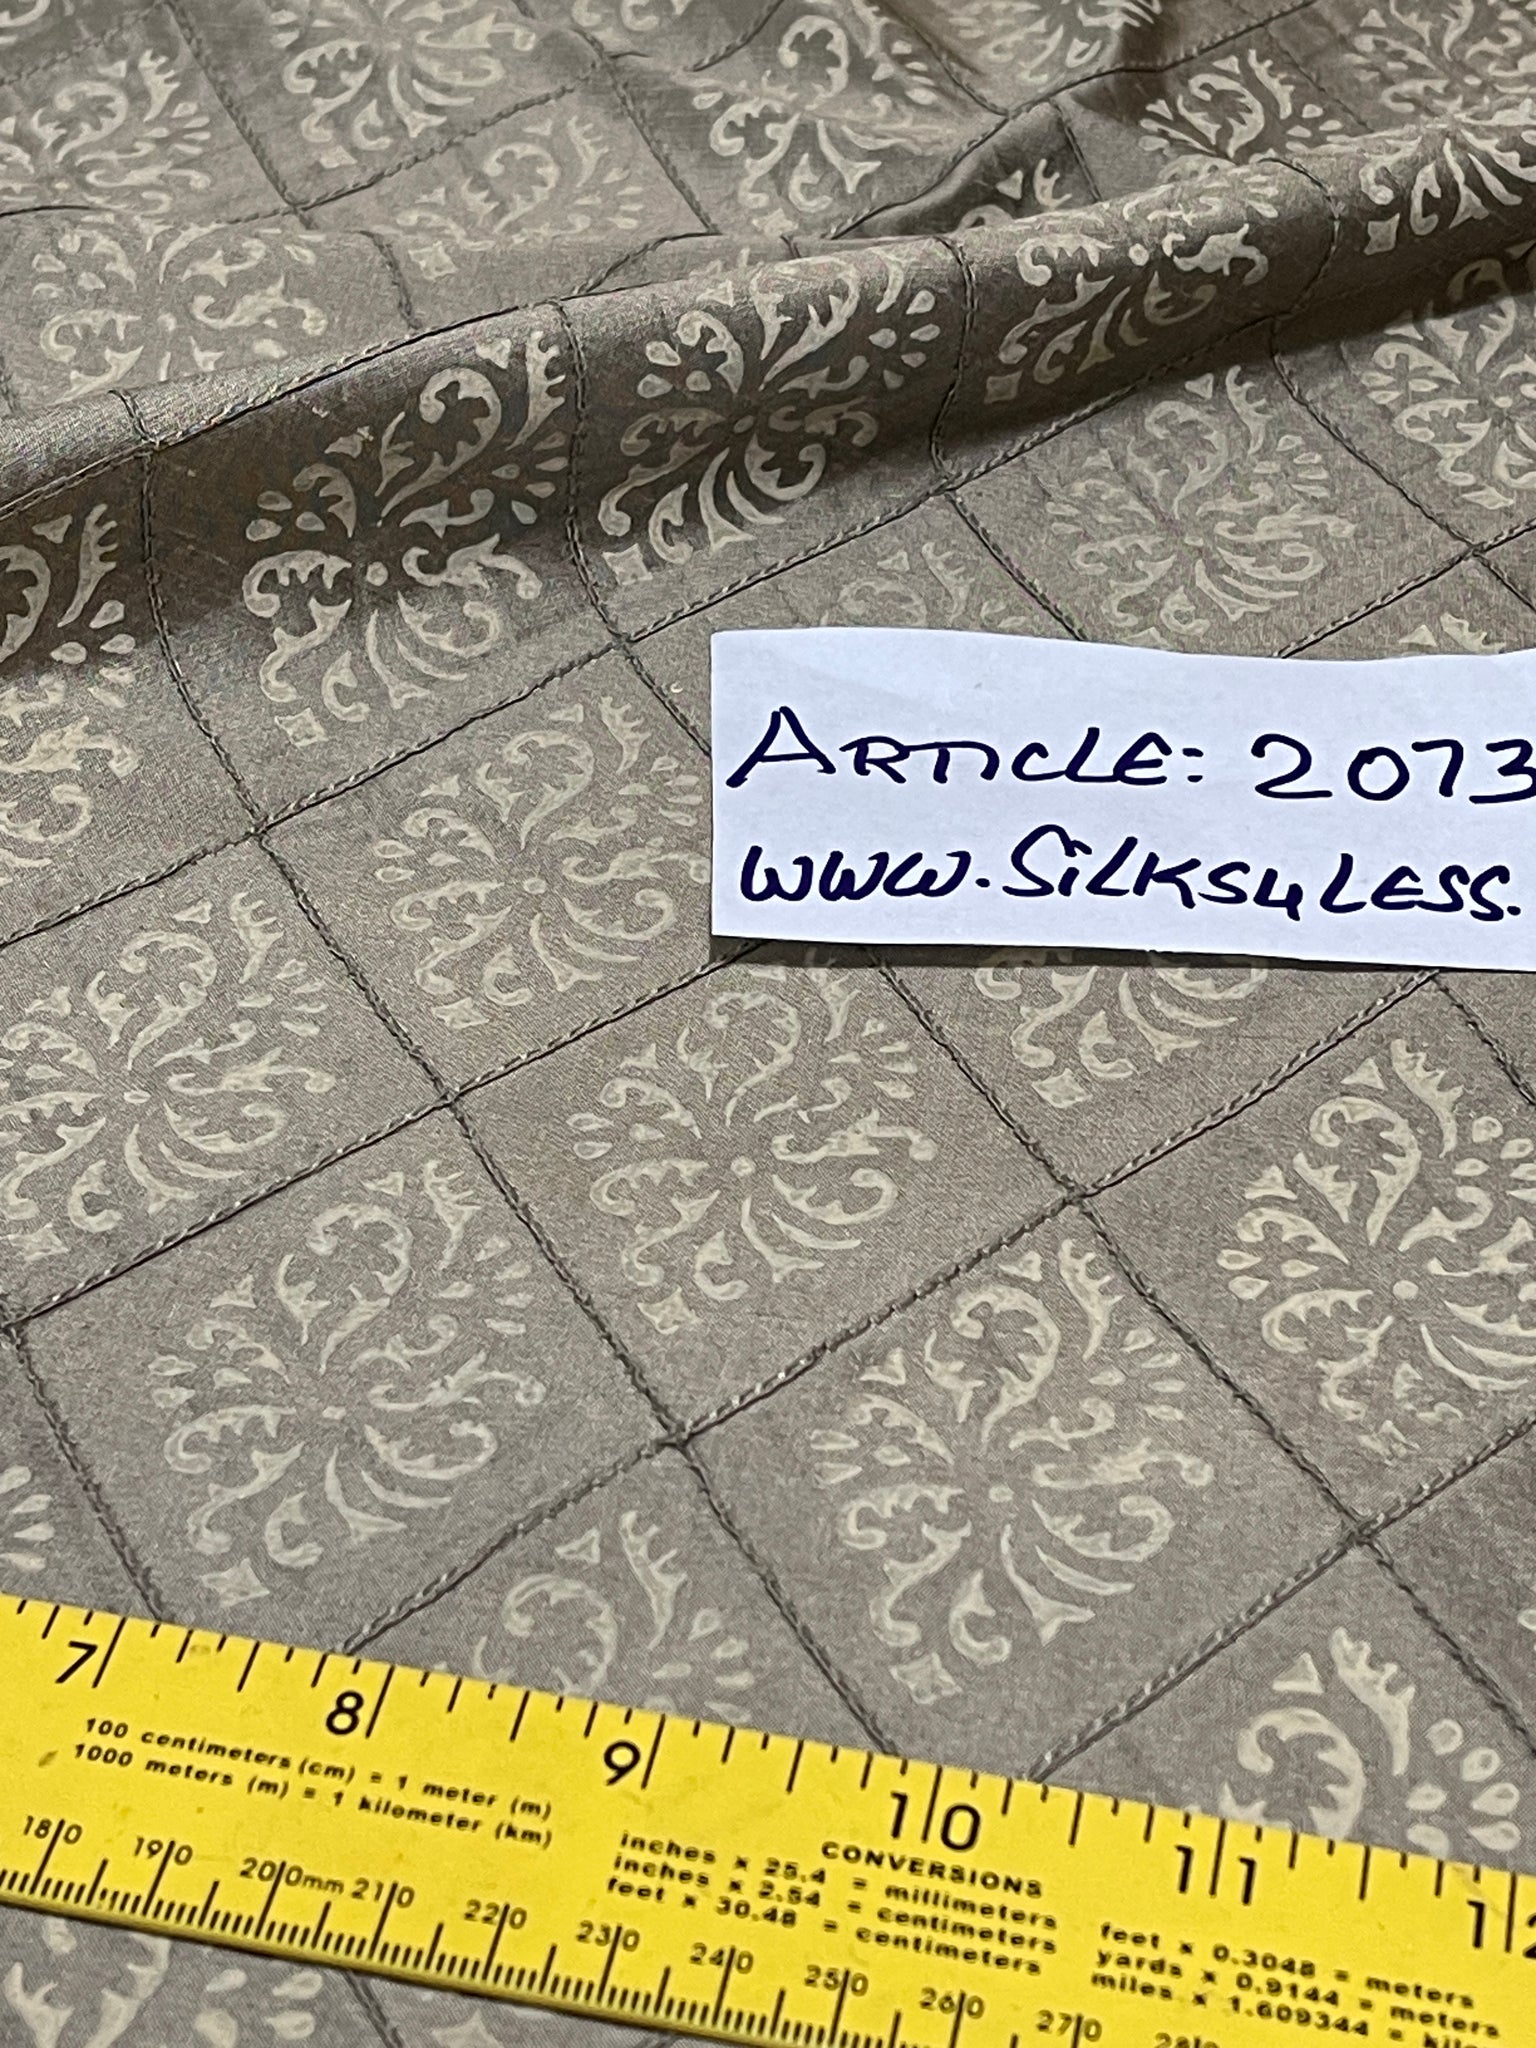 ARTICLE: 2073
www.SiLKS4LESS.
7 8 9 10 11 12
100 centimeters (cm) = 1 meter (m)
1000 meters (m) = 1 kilometer (km)
CONVERSIONS
inches x 25.4 = millimeters
inches x 2.54 = centimeters
feet x 30.48 = centimeters
feet x 0.3048 = meters
yards x 0.9144 = meters
miles x 1.609344 = kil
180 190 200mm 210 220 230 240 250 260 270